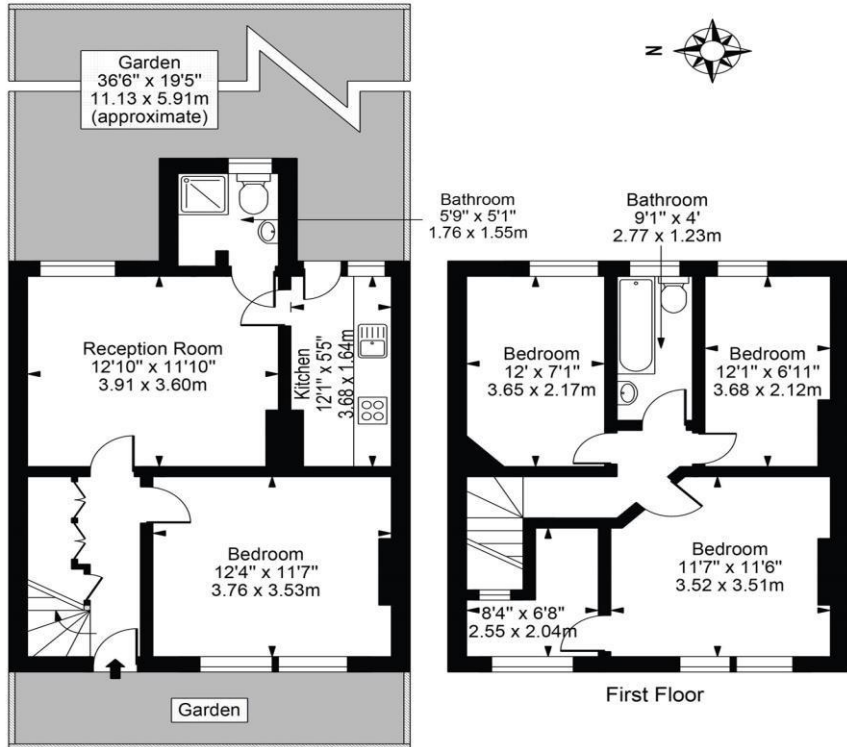 Garden
36'6" x 19'5"
11.13 x 5.91m
(approximate)
N
Bathroom
5'9" x 5'1"
1.76 x 1.55m
Bathroom
9'1" x 4'
2.77 x 1.23m
Reception Room
12'10" x 11'10"
3.91 x 3.60m
Kitchen
12'1" x 5'5"
3.68 x 1.64m
Bedroom
12' x 7'1"
3.65 x 2.17m
Bedroom
12'1" x 6'11"
3.68 x 2.12m
Bedroom
12'4" x 11'7"
3.76 x 3.53m
Bedroom
11'7" x 11'6"
3.52 x 3.51m
8'4" x 6'8"
2.55 x 2.04m
Garden
First Floor